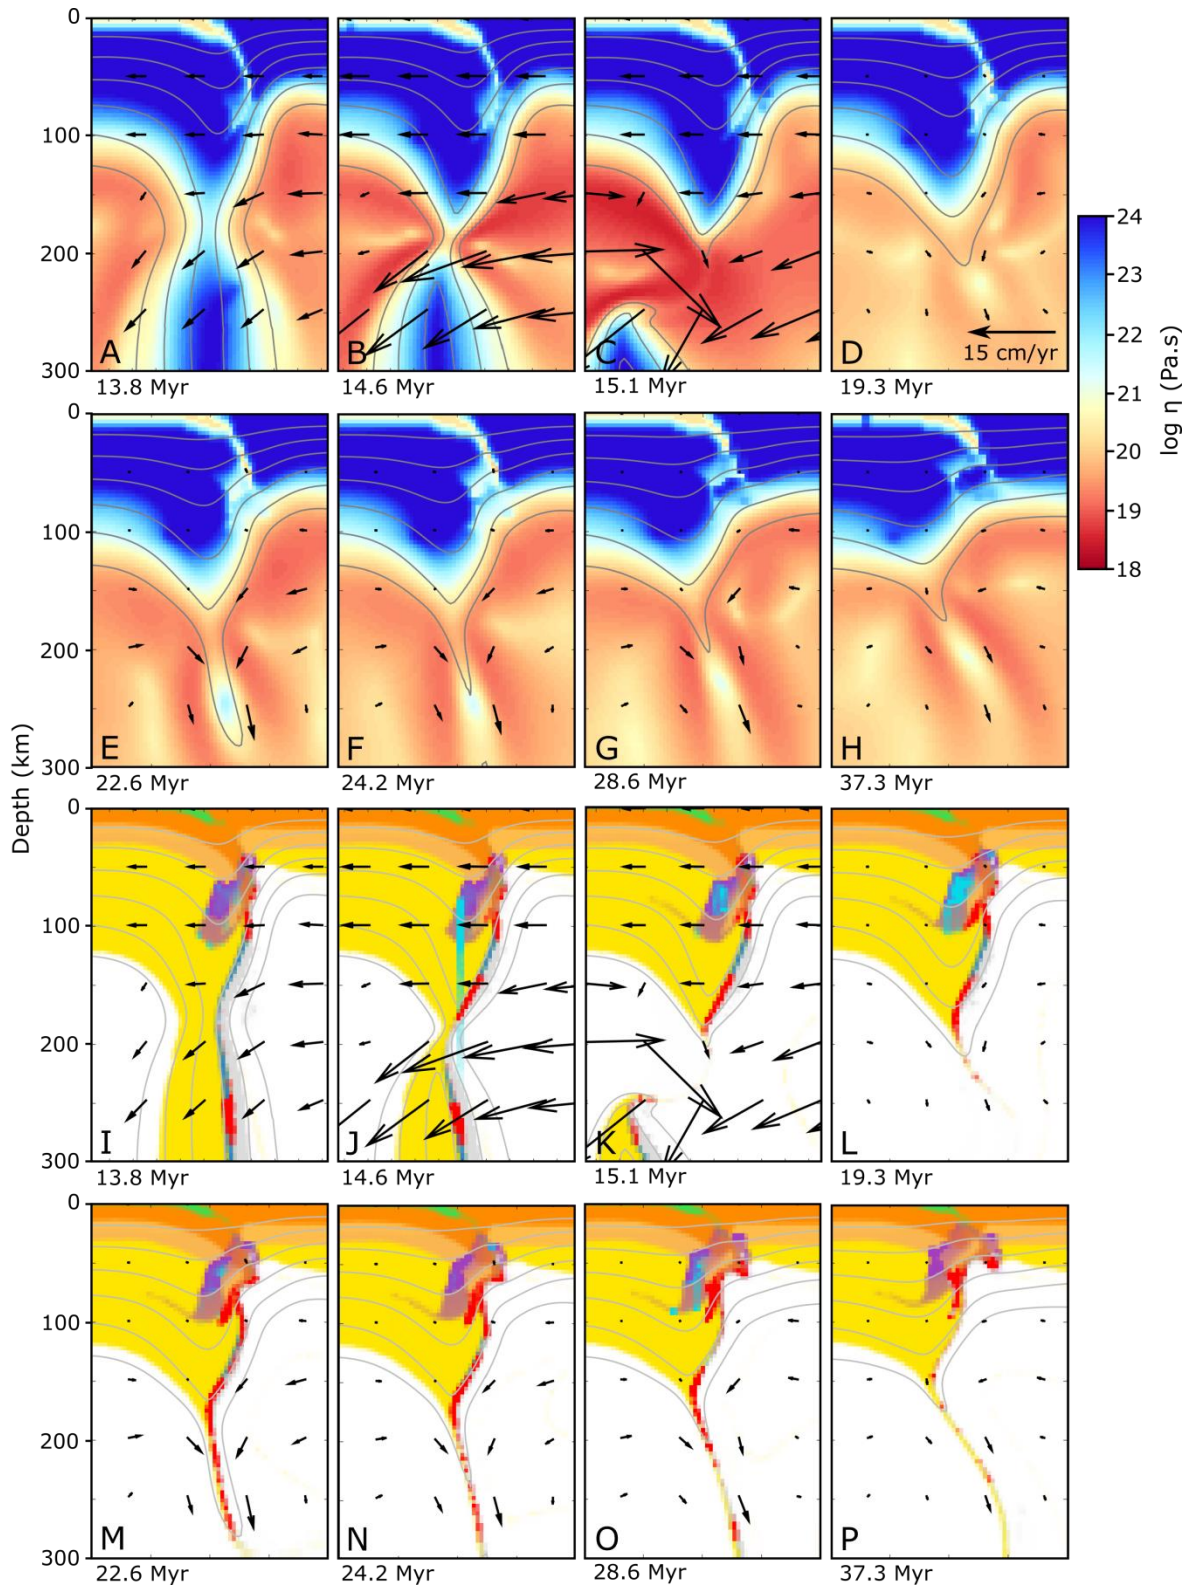 0
100
200
300
A
B
C
D
15 cm/yr
13.8 Myr
14.6 Myr
15.1 Myr
19.3 Myr
24
23
22
21
20
19
18
log η (Pa.s)
0
100
200
300
E
F
G
H
22.6 Myr
24.2 Myr
28.6 Myr
37.3 Myr
Depth (km)
0
100
200
300
I
J
K
L
13.8 Myr
14.6 Myr
15.1 Myr
19.3 Myr
0
100
200
300
M
N
O
P
22.6 Myr
24.2 Myr
28.6 Myr
37.3 Myr